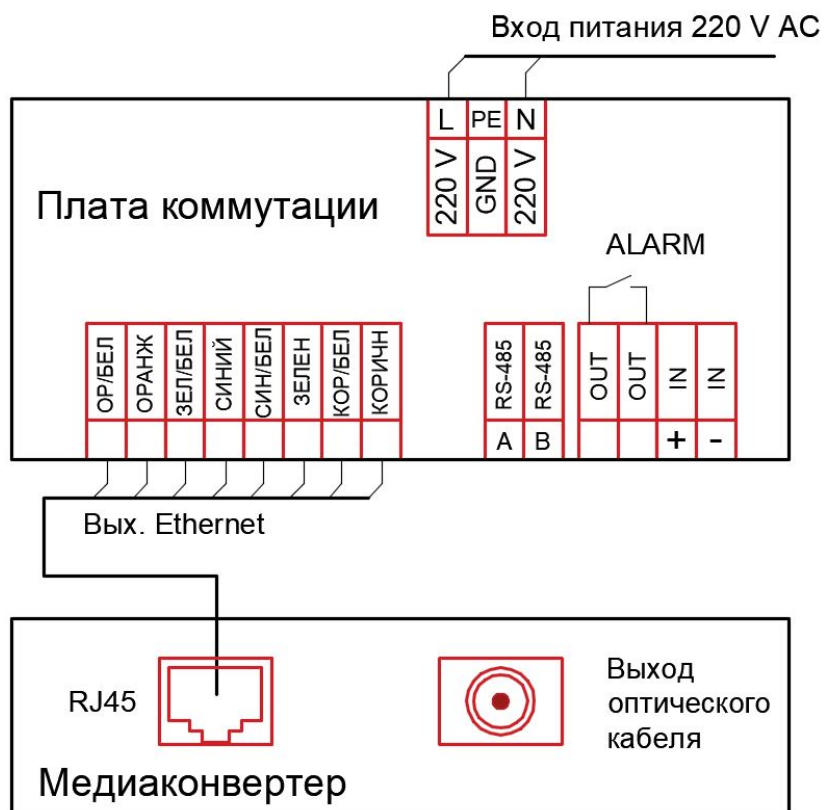 Вход питания 220 V AC
L PE N
220 V GND 220 V
Плата коммутации
ALARM
ОР/БЕЛ ОРАНЖ ЗЕЛ/БЕЛ СИНИЙ СИН/БЕЛ ЗЕЛЕН КОР/БЕЛ КОРИЧН
RS-485 RS-485
OUT OUT IN IN
A B
+ -
Вых. Ethernet
RJ45
Выход
оптического
кабеля
Медиаконвертер